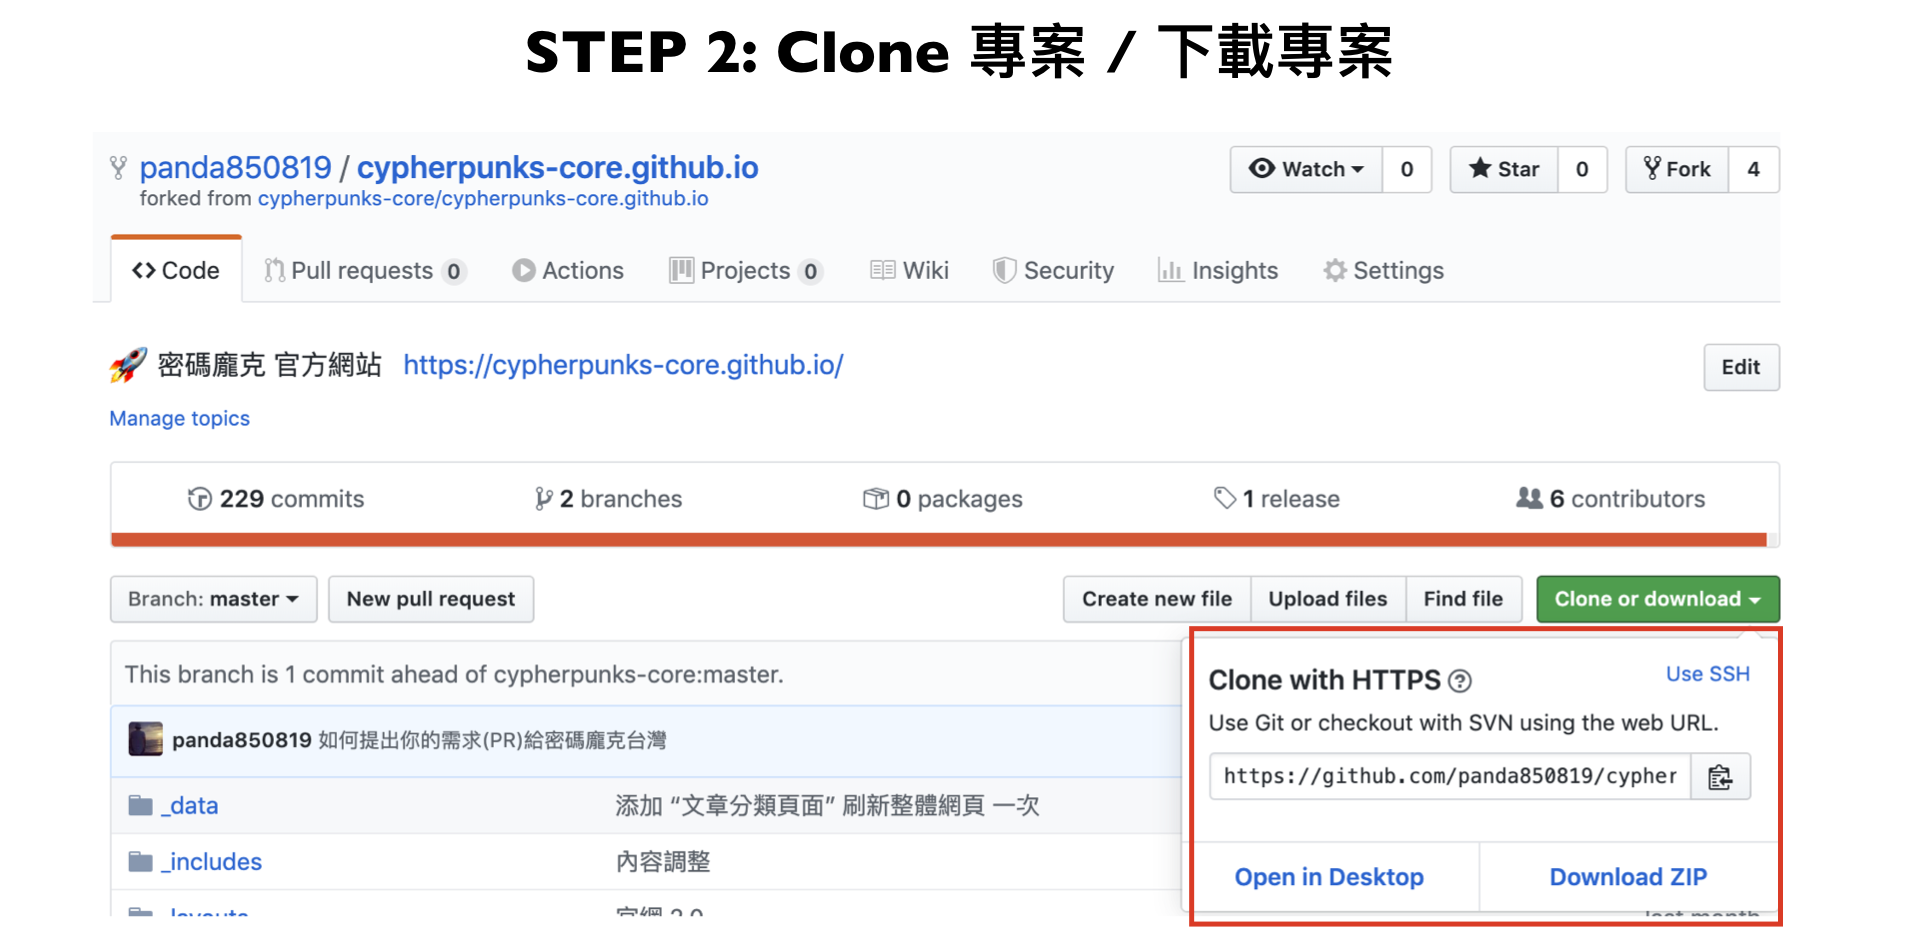 STEP 2: Clone 專案 / 下載專案
panda850819 / cypherpunks-core.github.io
Watch 0 Star 0 Fork 4
forked from cypherpunks-core/cypherpunks-core.github.io
Code Pull requests 0 Actions Projects 0 Wiki Security Insights Settings
密碼龐克 官方網站 https://cypherpunks-core.github.io/
Edit
Manage topics
229 commits 2 branches 0 packages 1 release 6 contributors
Branch: master New pull request Create new file Upload files Find file Clone or download
This branch is 1 commit ahead of cypherpunks-core:master.
panda850819 如何提出你的需求(PR)給密碼龐克台灣
_data 添加 “文章分類頁面” 刷新整體網頁 一次
_includes 內容調整
_layouts 官網 2.0
Clone with HTTPS
Use SSH
Use Git or checkout with SVN using the web URL.
https://github.com/panda850819/cypher
Open in Desktop Download ZIP
last month